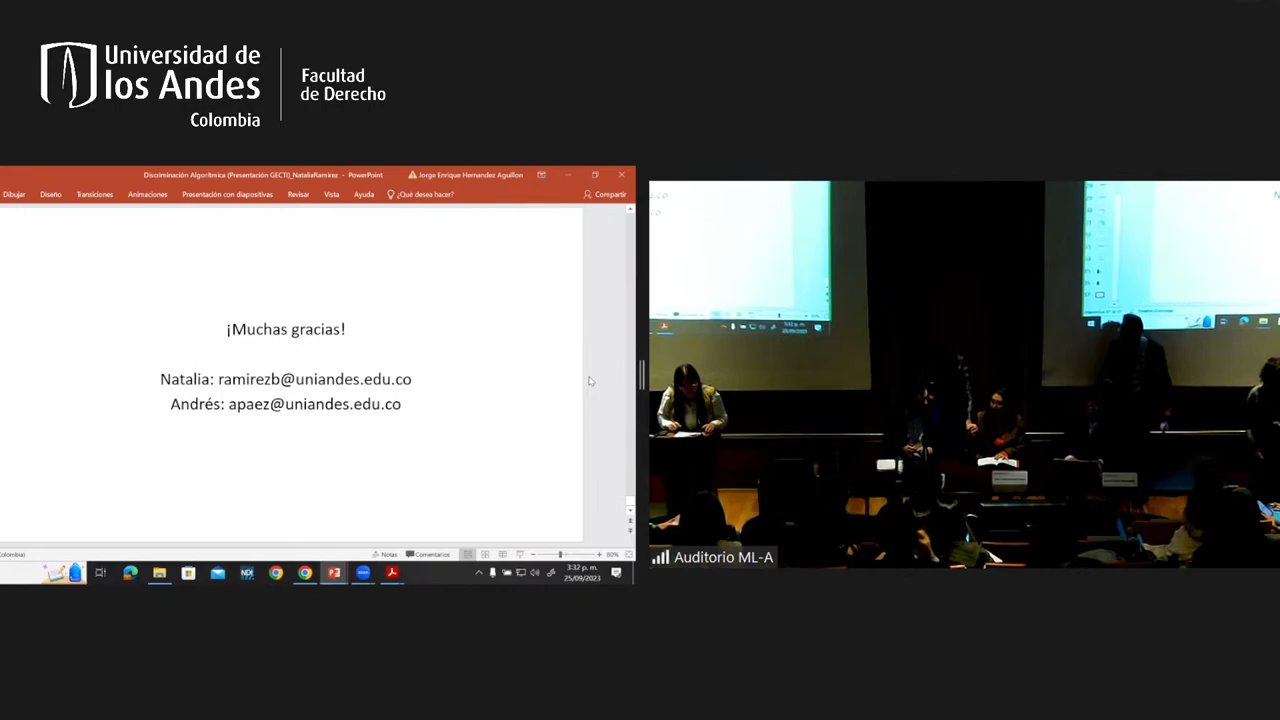 Universidad de
los Andes
Colombia
Facultad
de Derecho
Discriminación Algorítmica (Presentación GECTI)_NataliaRamirez - PowerPoint
Jorge Enrique Hernandez Aguillon
Dibujar Diseño Transiciones Animaciones Presentación con diapositivas Revisar Vista Ayuda ¿Qué desea hacer? Compartir
¡Muchas gracias!
Natalia: ramirezb@uniandes.edu.co
Andrés: apaez@uniandes.edu.co
Colombia) Notas Comentarios 80%
3:32 p. m.
25/09/2023
Auditorio ML-A